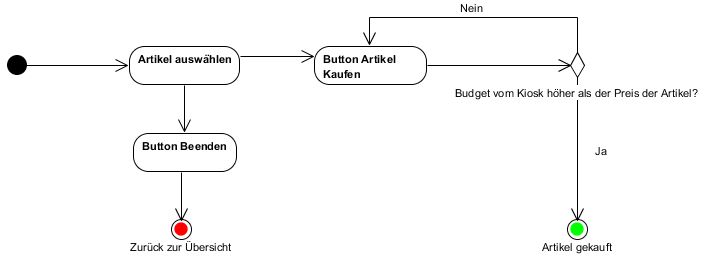 Nein
Artikel auswählen
Button Artikel
Kaufen
Budget vom Kiosk höher als der Preis der Artikel?
Button Beenden
Ja
Zurück zur Übersicht
Artikel gekauft